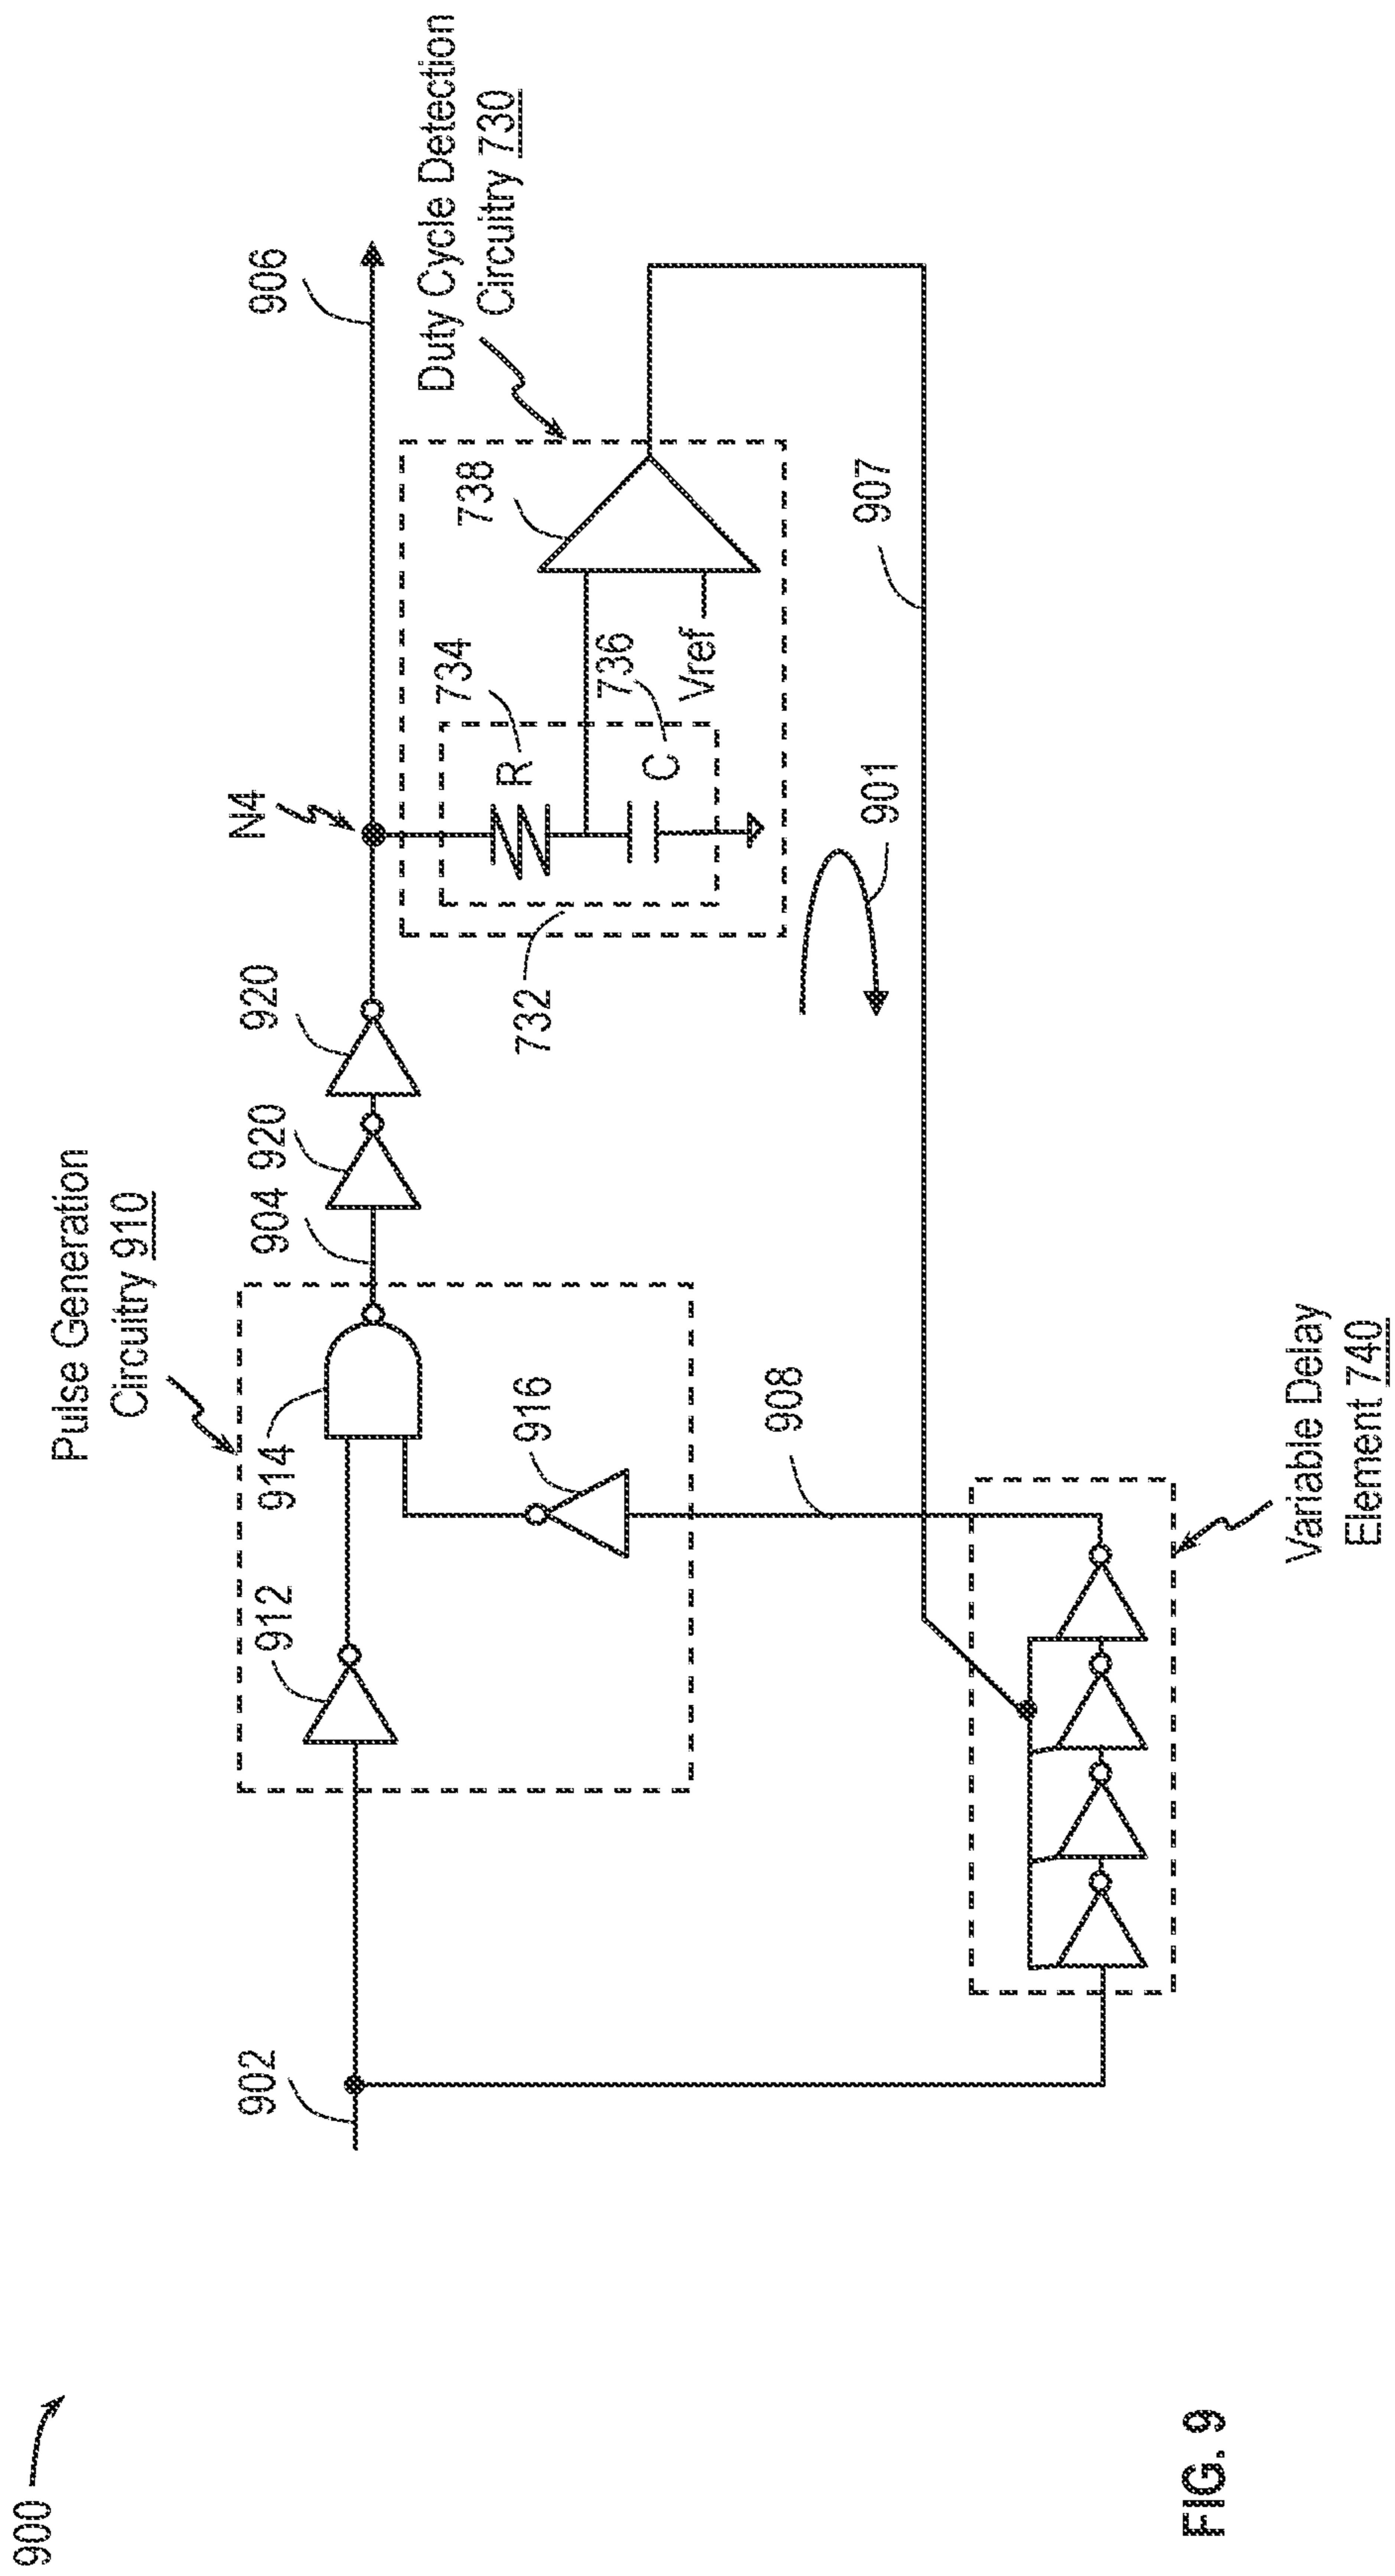 900
Pulse Generation
Circuitry 910
902
912
914
916
904
920
920
N4
906
Duty Cycle Detection
Circuitry 730
732
734
R
736
C
738
Vref
901
907
908
Variable Delay
Element 740
FIG. 9